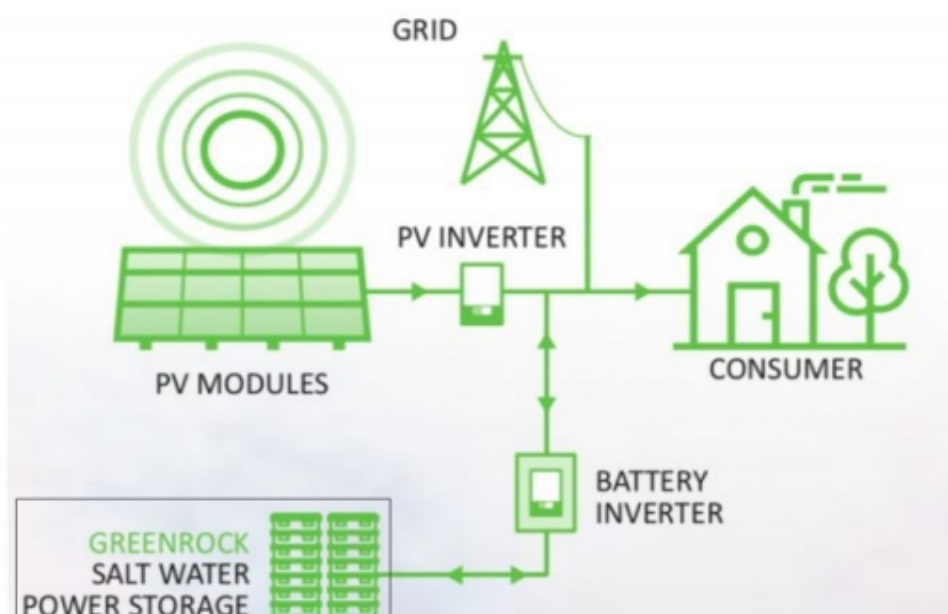 GRID
PV INVERTER
PV MODULES
CONSUMER
BATTERY
INVERTER
GREENROCK
SALT WATER
POWER STORAGE